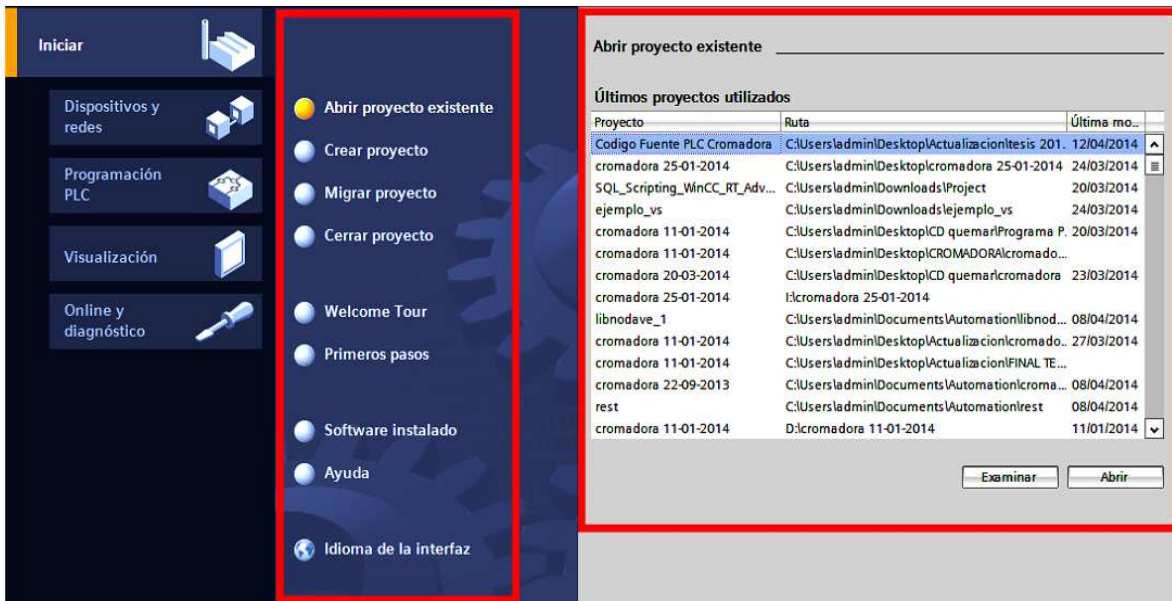 Iniciar
Dispositivos y
redes
Programación
PLC
Visualización
Online y
diagnóstico
Abrir proyecto existente
Crear proyecto
Migrar proyecto
Cerrar proyecto
Welcome Tour
Primeros pasos
Software instalado
Ayuda
Idioma de la interfaz
Abrir proyecto existente
Últimos proyectos utilizados
Proyecto Ruta Última mo..
Codigo Fuente PLC Cromadora C:\Users\admin\Desktop\Actualizacion\tesis 201. 12/04/2014
cromadora 25-01-2014 C:\Users\admin\Desktop\cromadora 25-01-2014 24/03/2014
SQL_Scripting_WinCC_RT_Adv... C:\Users\admin\Downloads\Project 20/03/2014
ejemplo_vs C:\Users\admin\Downloads\ejemplo_vs 24/03/2014
cromadora 11-01-2014 C:\Users\admin\Desktop\CD quemar\Programa P. 20/03/2014
cromadora 11-01-2014 C:\Users\admin\Desktop\CROMADORA\cromado...
cromadora 20-03-2014 C:\Users\admin\Desktop\CD quemar\cromadora 23/03/2014
cromadora 25-01-2014 I:\cromadora 25-01-2014
libnodave_1 C:\Users\admin\Documents\Automation\libnod... 08/04/2014
cromadora 11-01-2014 C:\Users\admin\Desktop\Actualizacion\cromado.. 27/03/2014
cromadora 11-01-2014 C:\Users\admin\Desktop\Actualizacion\FINAL TE...
cromadora 22-09-2013 C:\Users\admin\Documents\Automation\croma... 08/04/2014
rest C:\Users\admin\Documents\Automation\rest 08/04/2014
cromadora 11-01-2014 D:\cromadora 11-01-2014 11/01/2014
Examinar Abrir